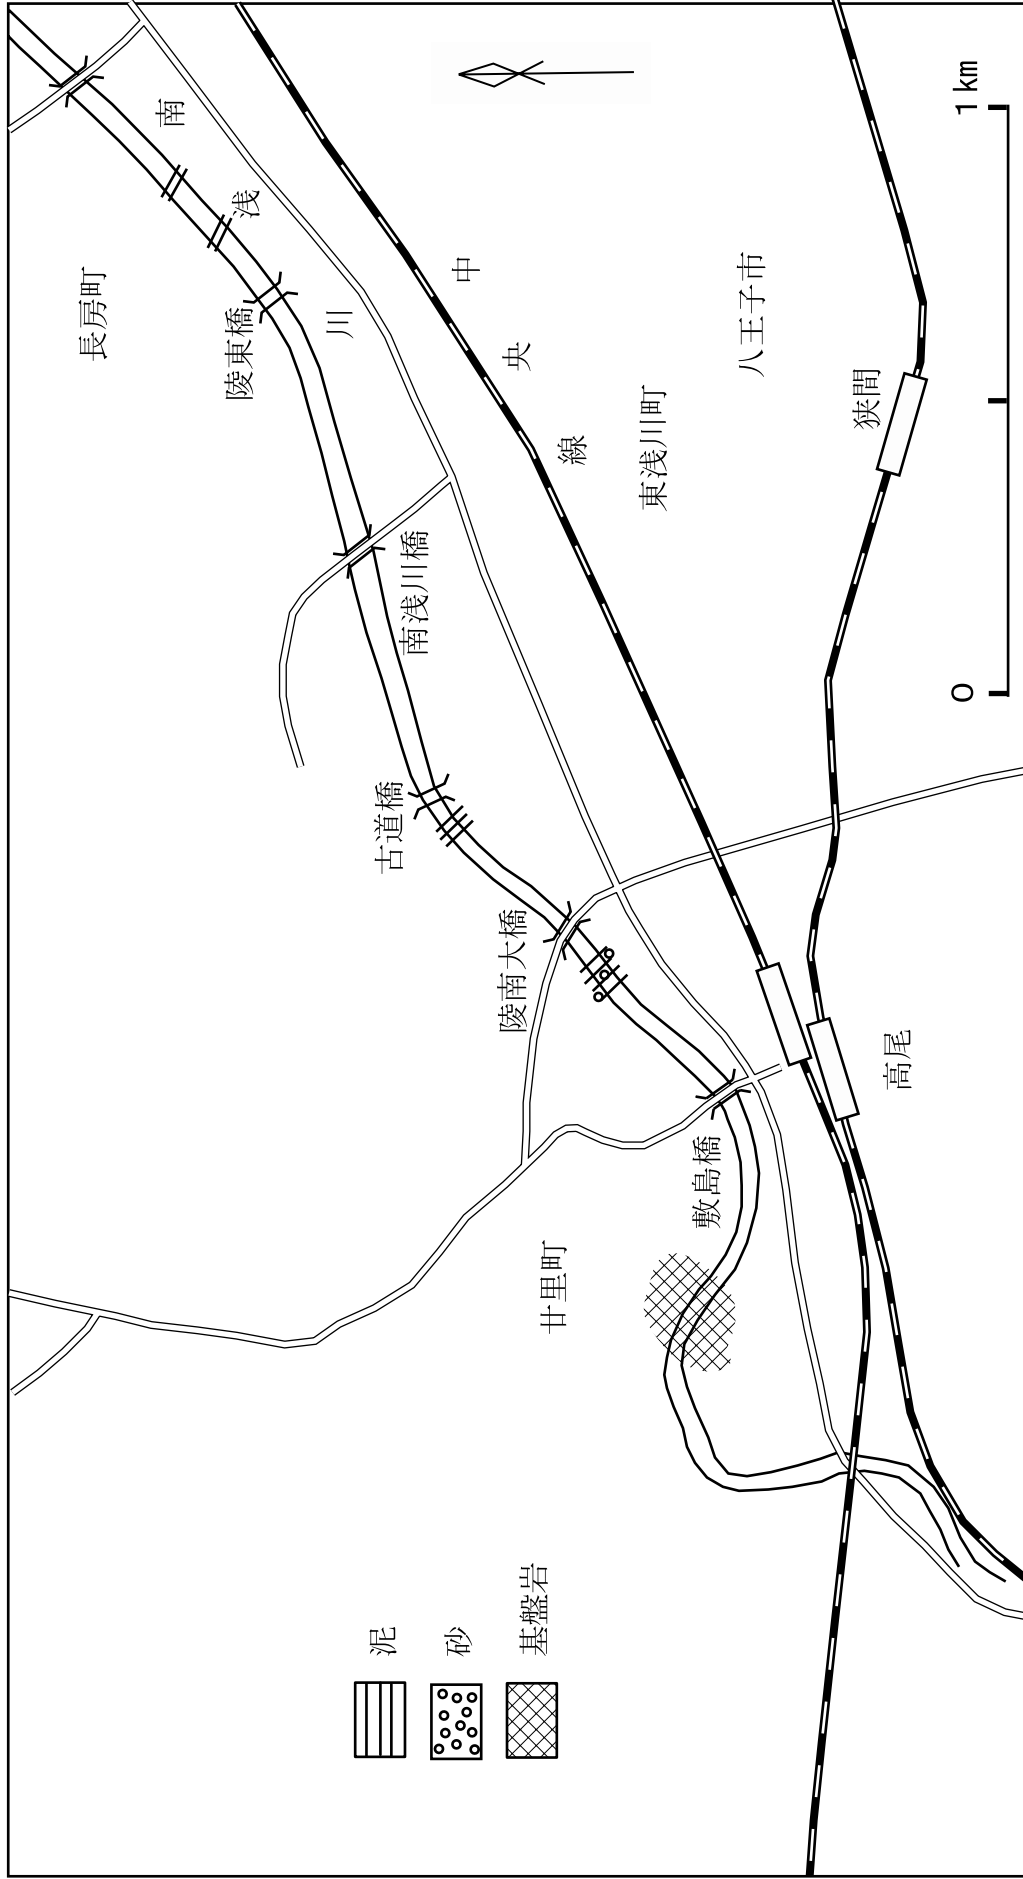 長房町
陵東橋
南浅川
南浅川橋
古道橋
陵南大橋
敷島橋
廿里町
中央線
東浅川町
八王子市
狭間
高尾
泥
砂
基盤岩
0
1km